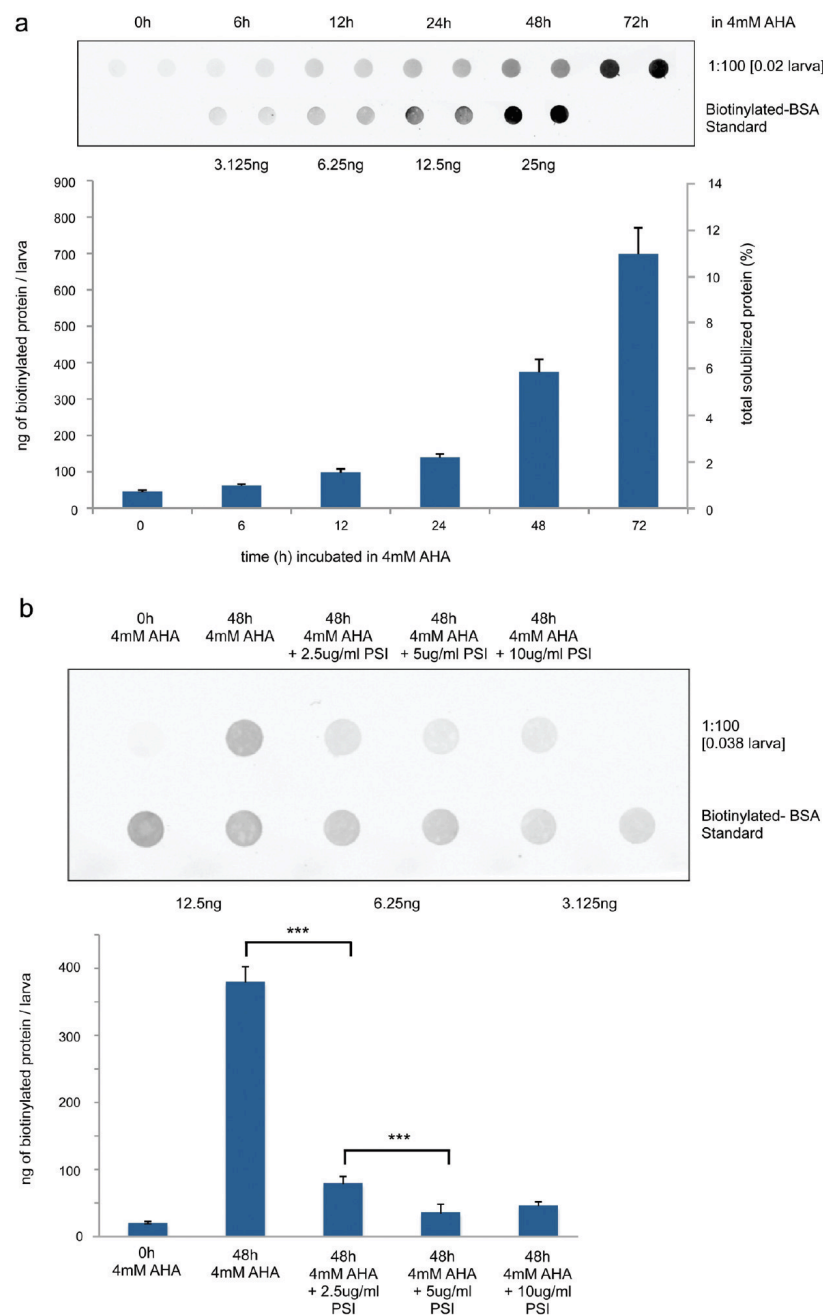 a
0h 6h 12h 24h 48h 72h in 4mM AHA
1:100 [0.02 larva]
Biotinylated-BSA
Standard
3.125ng 6.25ng 12.5ng 25ng
900
800
700
600
500
400
300
200
100
0
ng of biotinylated protein / larva
14
12
10
8
6
4
2
0
total solubilized protein (%)
0 6 12 24 48 72
time (h) incubated in 4mM AHA
b
0h 48h 48h 48h 48h
4mM AHA 4mM AHA 4mM AHA 4mM AHA 4mM AHA
+ 2.5ug/ml PSI + 5ug/ml PSI + 10ug/ml PSI
1:100
[0.038 larva]
Biotinylated- BSA
Standard
12.5ng 6.25ng 3.125ng
400
300
200
100
0
ng of biotinylated protein / larva
***
***
0h 48h 48h 48h 48h
4mM AHA 4mM AHA 4mM AHA 4mM AHA 4mM AHA
+ 2.5ug/ml + 5ug/ml + 10ug/ml
PSI PSI PSI